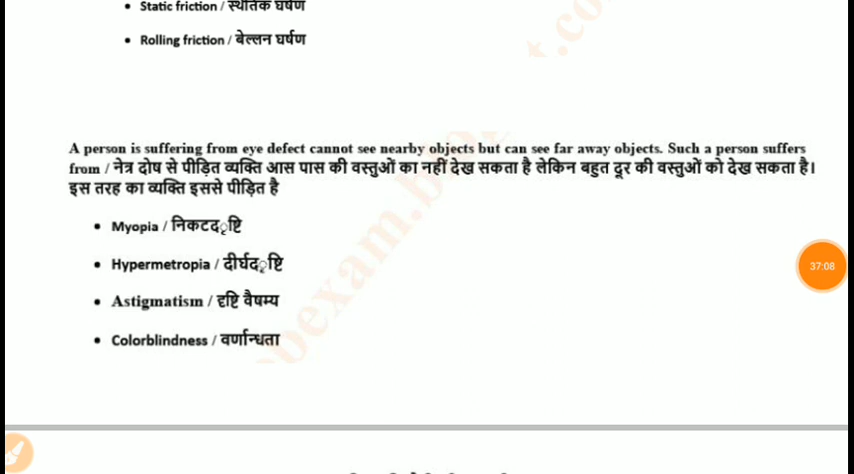 • Static friction / स्थैतिक घर्षण
• Rolling friction / बेल्लन घर्षण
A person is suffering from eye defect cannot see nearby objects but can see far away objects. Such a person suffers
from / नेत्र दोष से पीड़ित व्यक्ति आस पास की वस्तुओं का नहीं देख सकता है लेकिन बहुत दूर की वस्तुओं को देख सकता है।
इस तरह का व्यक्ति इससे पीड़ित है
• Myopia / निकटद ृष्टि
• Hypermetropia / दीर्घद ृष्टि
• Astigmatism / दृष्टि वैषम्य
• Colorblindness / वर्णान्धता
37:08